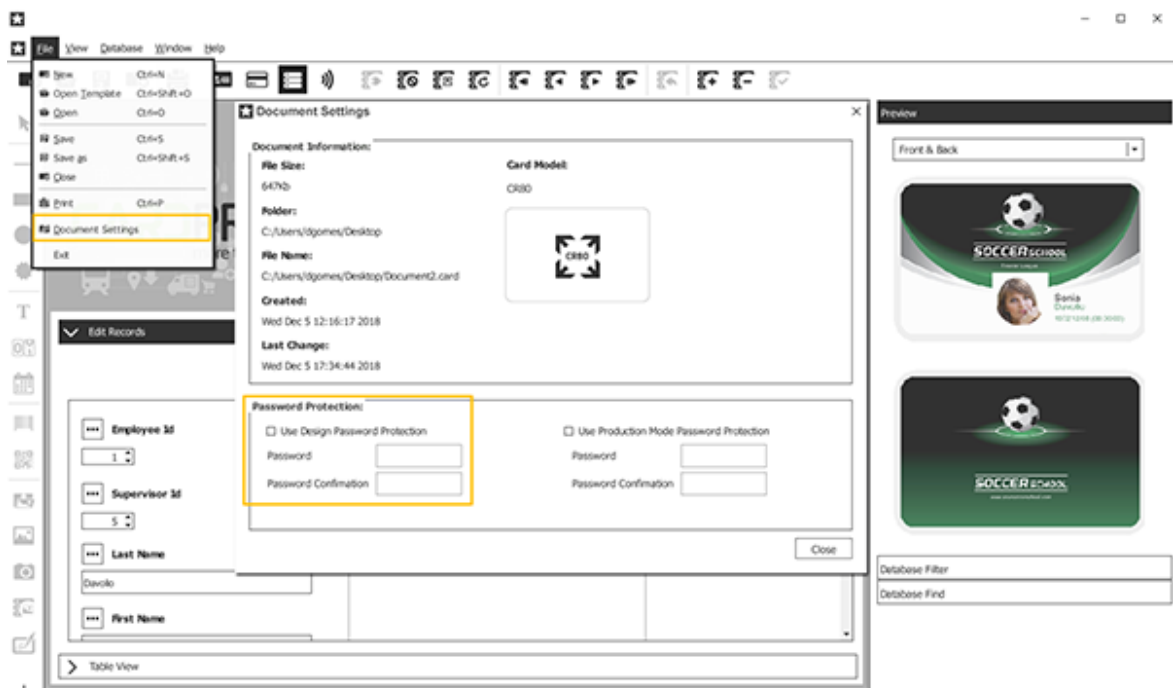 File View Database Window Help
New Ctrl+N
Open Template Ctrl+Shift+O
Open Ctrl+O
Save Ctrl+S
Save as Ctrl+Shift+S
Close
Print Ctrl+P
Document Settings
Exit
Edit Records
Employee Id
1
Supervisor Id
5
Last Name
Davolio
First Name
Table View
Document Settings
Document Information:
File Size:
647Kb
Folder:
C:/Users/dgomes/Desktop
File Name:
C:/Users/dgomes/Desktop/Document2.card
Created:
Wed Dec 5 12:16:17 2018
Last Change:
Wed Dec 5 17:34:44 2018
Card Model:
CR80
CR80
Password Protection:
Use Design Password Protection
Password
Password Confimation
Use Production Mode Password Protection
Password
Password Confimation
Close
Preview
Front & Back
SOCCER SCHOOL
Sonia
SOCCER SCHOOL
Database Filter
Database Find